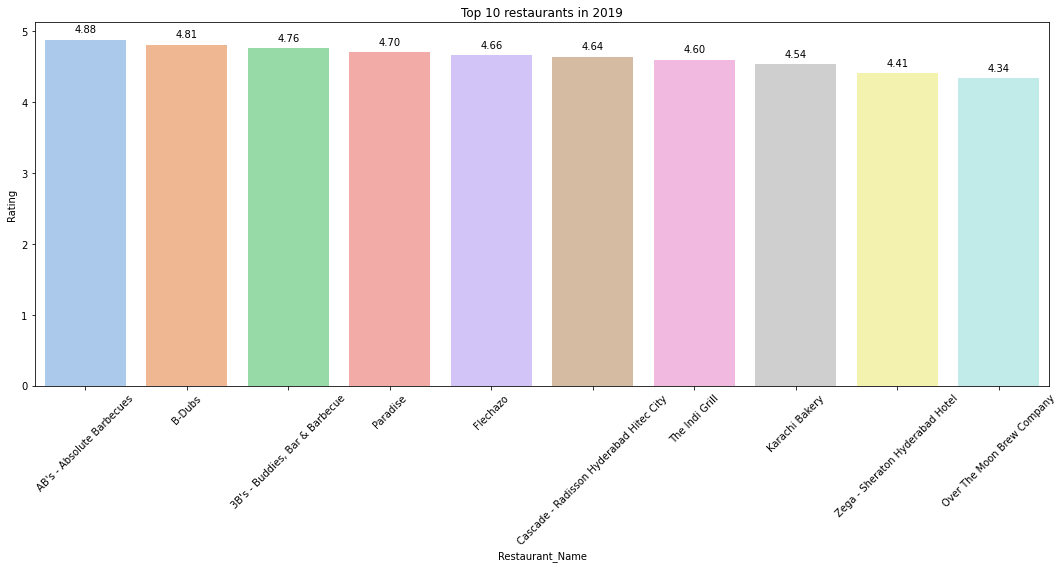 Top 10 restaurants in 2019
4.88
4.81
4.76
4.70
4.66
4.64
4.60
4.54
4.41
4.34
5
4
3
2
1
0
Rating
AB's - Absolute Barbecues
B-Dubs
3B's - Buddies, Bar & Barbecue
Paradise
Flechazo
Cascade - Radisson Hyderabad Hitec City
The Indi Grill
Karachi Bakery
Zega - Sheraton Hyderabad Hotel
Over The Moon Brew Company
Restaurant_Name